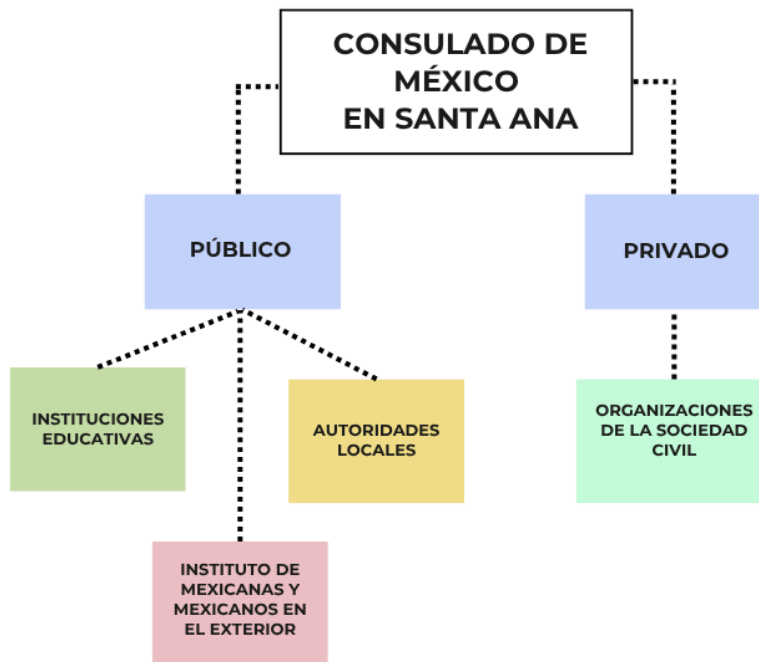 CONSULADO DE
MÉXICO
EN SANTA ANA
PÚBLICO
PRIVADO
INSTITUCIONES
EDUCATIVAS
AUTORIDADES
LOCALES
ORGANIZACIONES
DE LA SOCIEDAD
CIVIL
INSTITUTO DE
MEXICANAS Y
MEXICANOS EN
EL EXTERIOR